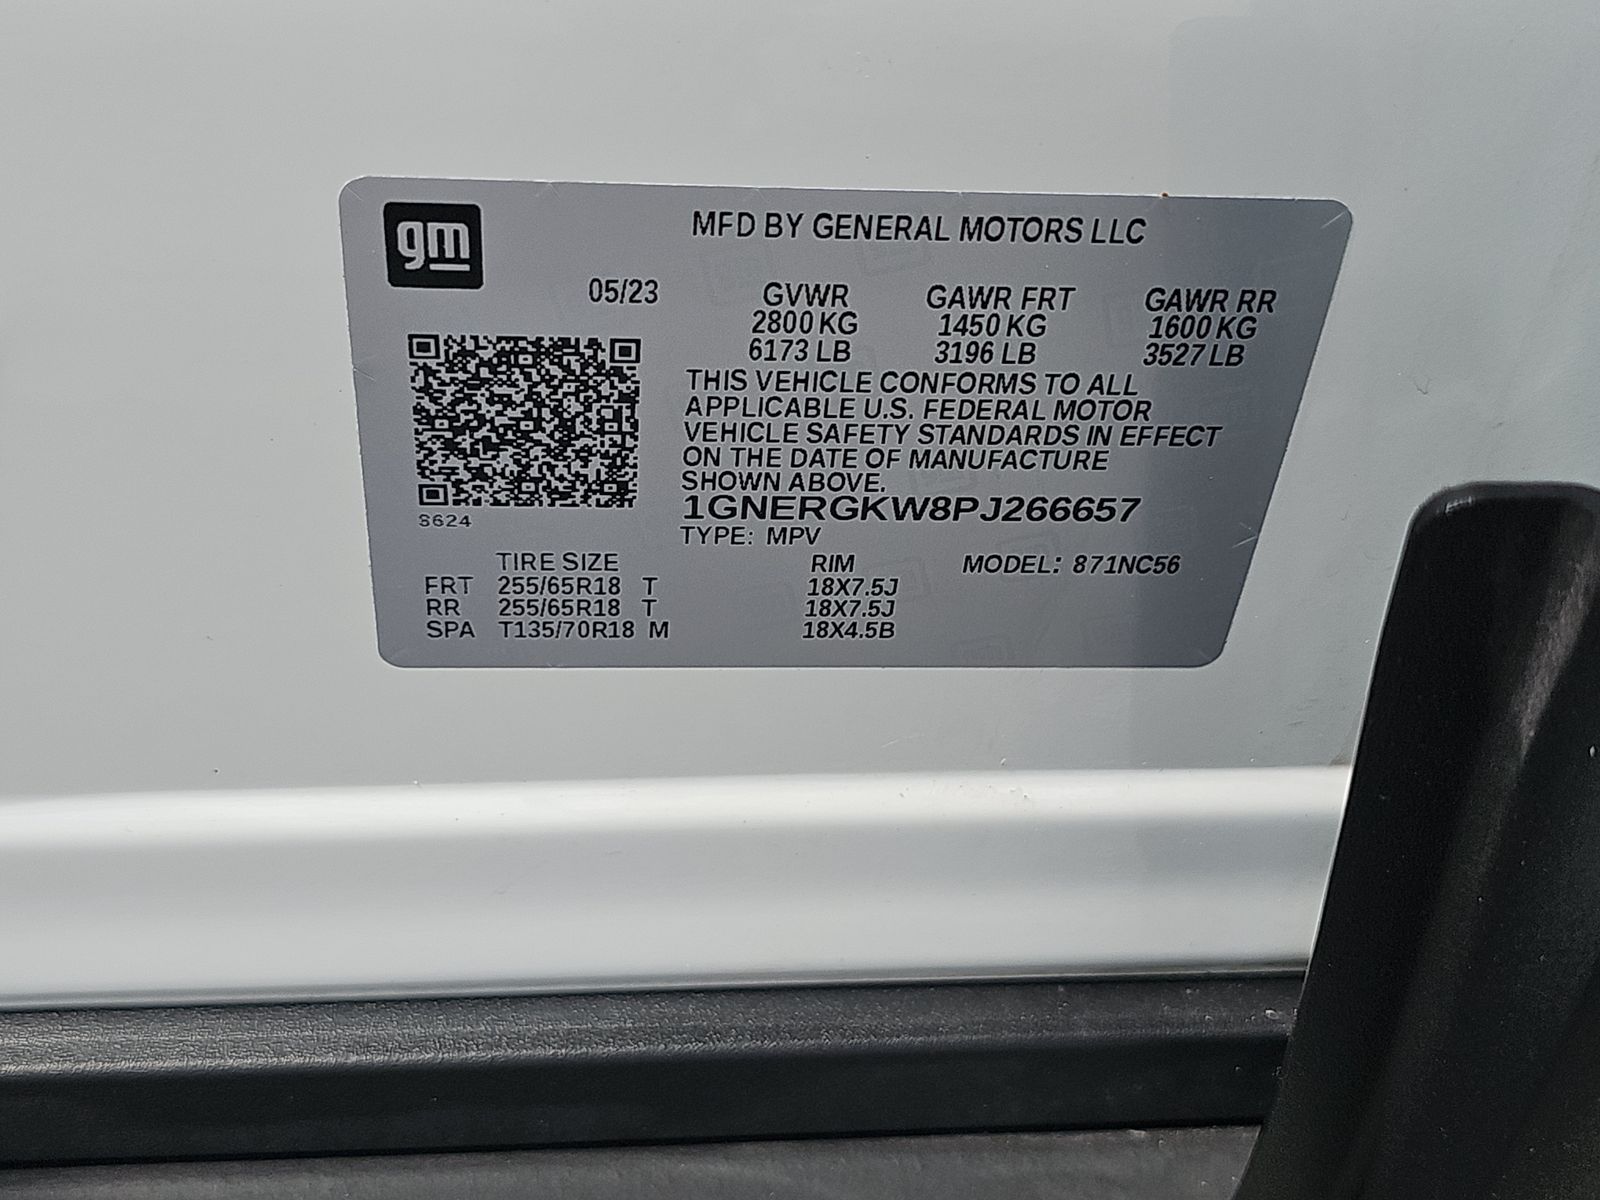 gm
MFD BY GENERAL MOTORS LLC
05/23 GVWR GAWR FRT GAWR RR
2800 KG 1450 KG 1600 KG
6173 LB 3196 LB 3527 LB
THIS VEHICLE CONFORMS TO ALL
APPLICABLE U.S. FEDERAL MOTOR
VEHICLE SAFETY STANDARDS IN EFFECT
ON THE DATE OF MANUFACTURE
SHOWN ABOVE.
1GNERGKW8PJ266657
S624
TYPE: MPV
TIRE SIZE RIM MODEL: 871NC56
FRT 255/65R18 T 18X7.5J
RR 255/65R18 T 18X7.5J
SPA T135/70R18 M 18X4.5B